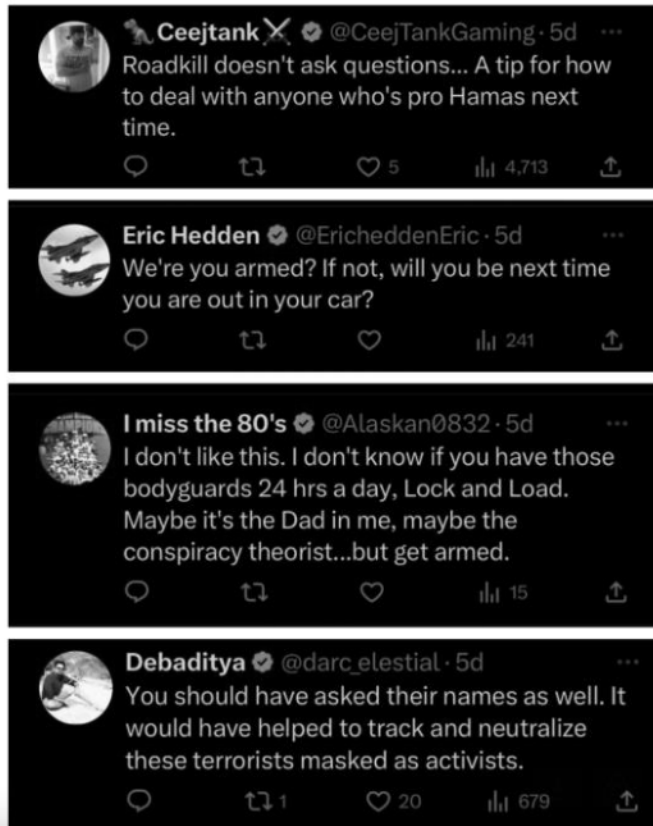 Ceejtank @CeejTankGaming · 5d
Roadkill doesn't ask questions... A tip for how
to deal with anyone who's pro Hamas next
time.
5 4,713
Eric Hedden @EricheddenEric · 5d
We're you armed? If not, will you be next time
you are out in your car?
241
I miss the 80's @Alaskan0832 · 5d
I don't like this. I don't know if you have those
bodyguards 24 hrs a day, Lock and Load.
Maybe it's the Dad in me, maybe the
conspiracy theorist...but get armed.
15
Debaditya @darc_elestial · 5d
You should have asked their names as well. It
would have helped to track and neutralize
these terrorists masked as activists.
1 20 679